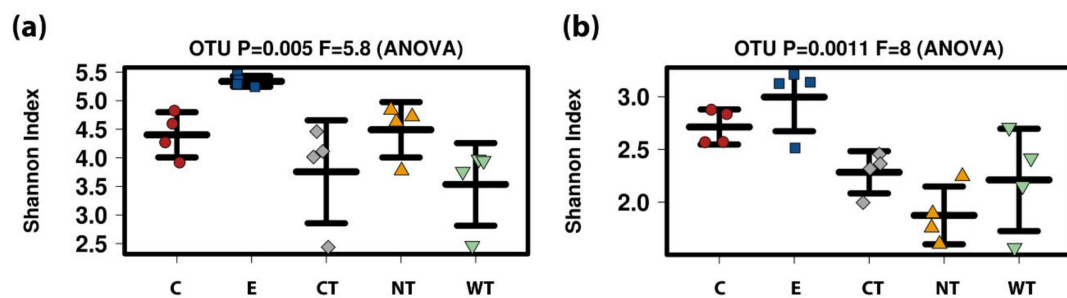 (a)
OTU P=0.005 F=5.8 (ANOVA)
Shannon Index
5.5
5.0
4.5
4.0
3.5
3.0
2.5
C E CT NT WT
(b)
OTU P=0.0011 F=8 (ANOVA)
Shannon Index
3.0
2.5
2.0
C E CT NT WT